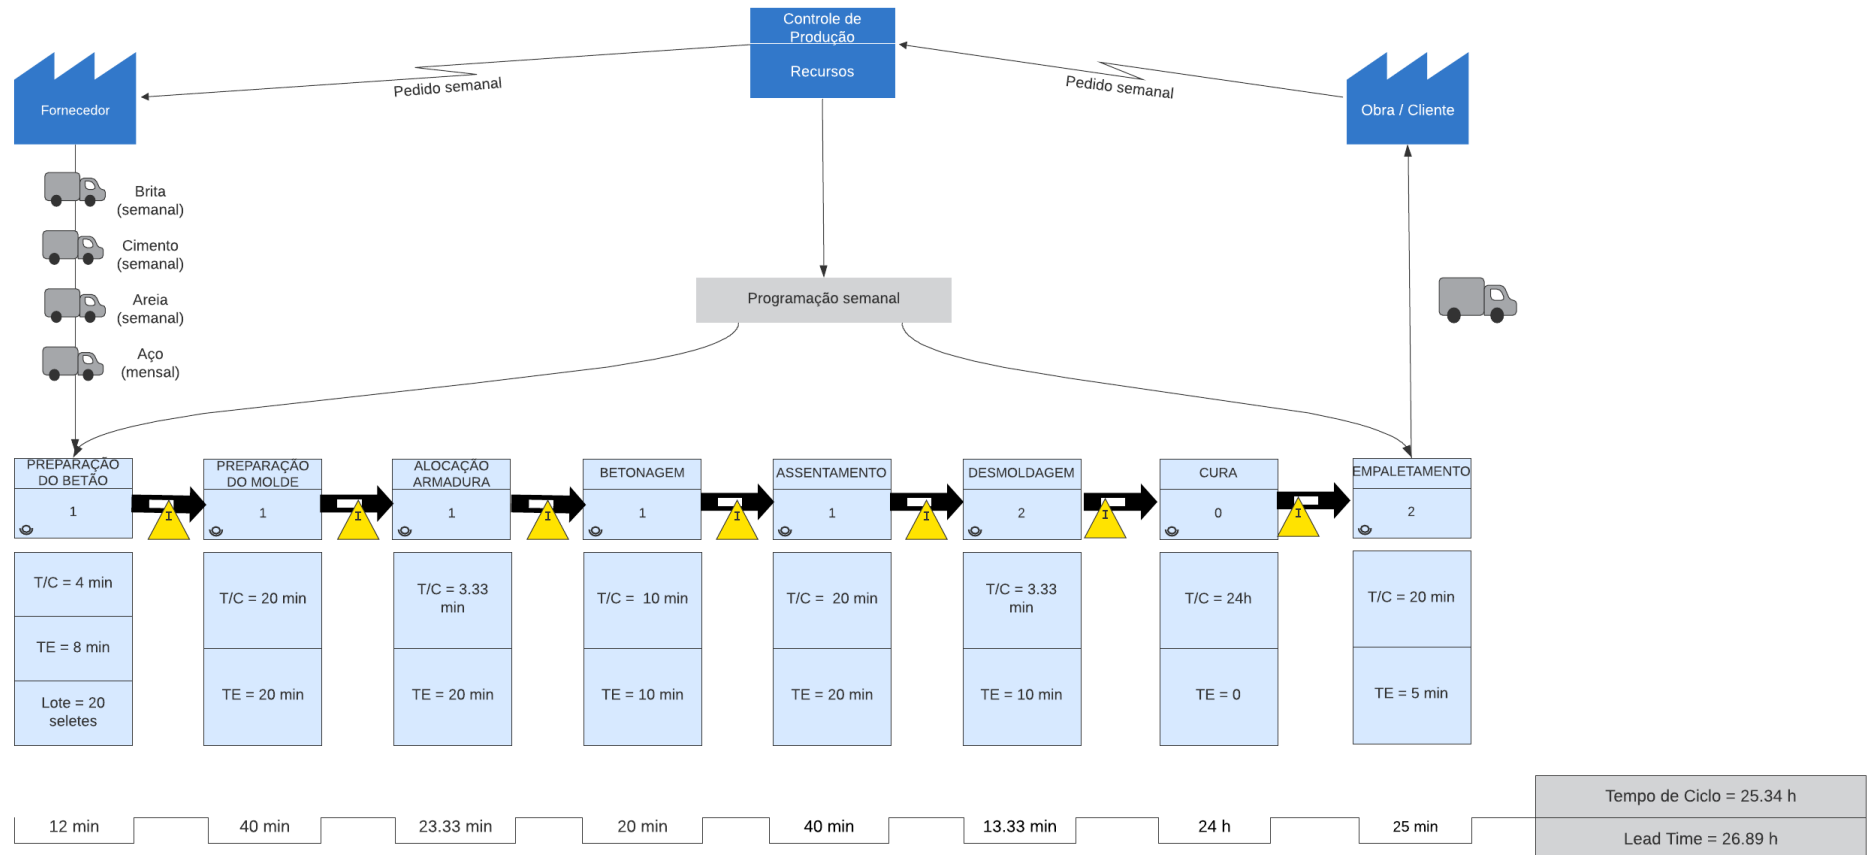 Controle de
Produção
Recursos
Fornecedor
Pedido semanal
Pedido semanal
Obra / Cliente
Brita
(semanal)
Cimento
(semanal)
Areia
(semanal)
Aço
(mensal)
Programação semanal
PREPARAÇÃO
DO BETÃO
1
PREPARAÇÃO
DO MOLDE
1
ALOCAÇÃO
ARMADURA
1
BETONAGEM
1
ASSENTAMENTO
1
DESMOLDAGEM
2
CURA
0
EMPALETAMENTO
2
I
I
I
I
I
I
I
T/C = 4 min
TE = 8 min
Lote = 20
seletes
T/C = 20 min
TE = 20 min
T/C = 3.33
min
TE = 20 min
T/C = 10 min
TE = 10 min
T/C = 20 min
TE = 20 min
T/C = 3.33
min
TE = 10 min
T/C = 24h
TE = 0
T/C = 20 min
TE = 5 min
12 min
40 min
23.33 min
20 min
40 min
13.33 min
24 h
25 min
Tempo de Ciclo = 25.34 h
Lead Time = 26.89 h